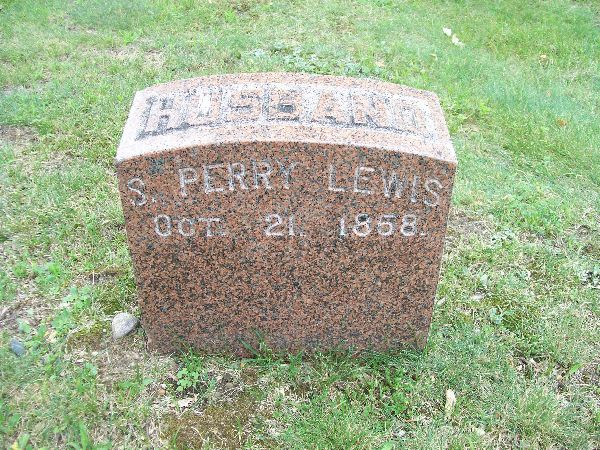 HUSBAND
S. PERRY LEWIS
OCT. 21. 1858.